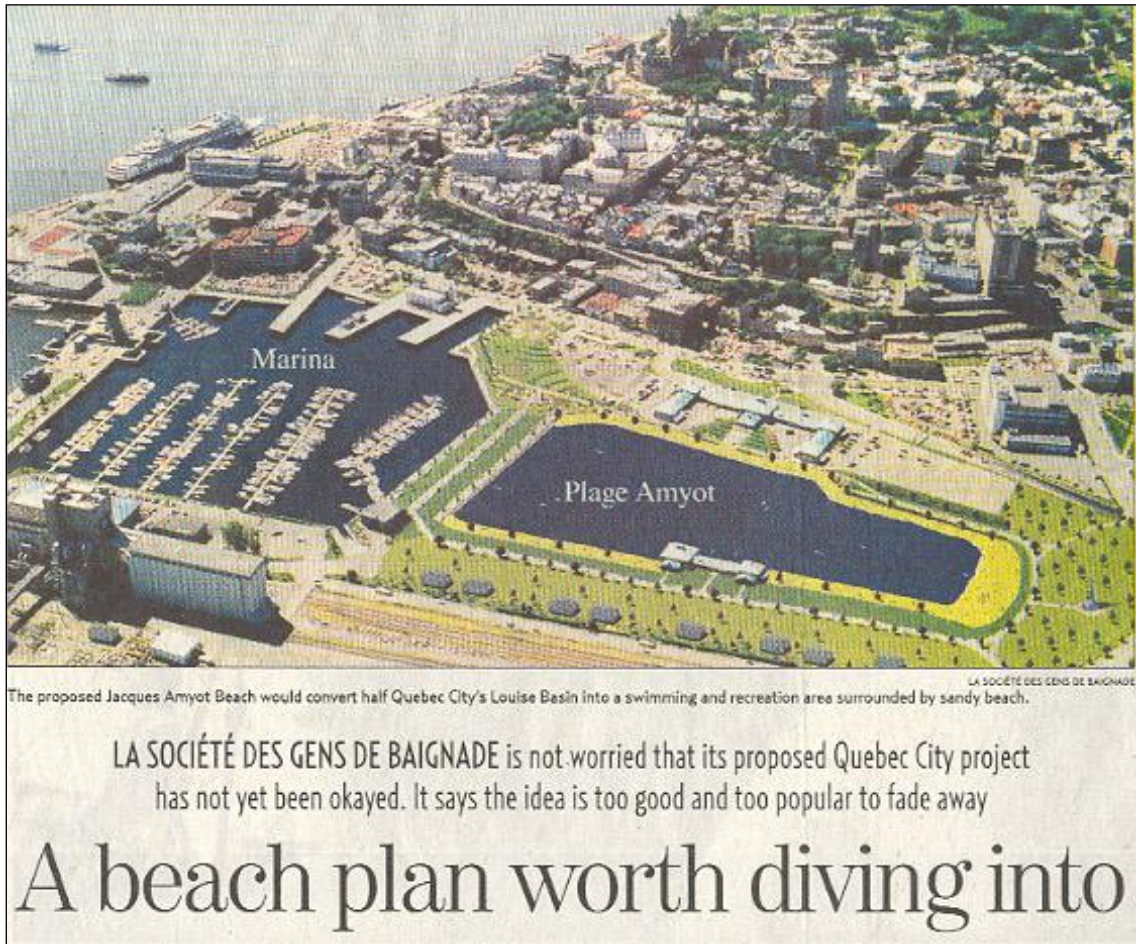 Marina
Plage Amyot
LA SOCIÉTÉ DES GENS DE BAIGNADE
The proposed Jacques Amyot Beach would convert half Quebec City's Louise Basin into a swimming and recreation area surrounded by sandy beach.
LA SOCIÉTÉ DES GENS DE BAIGNADE is not worried that its proposed Quebec City project
has not yet been okayed. It says the idea is too good and too popular to fade away
A beach plan worth diving into